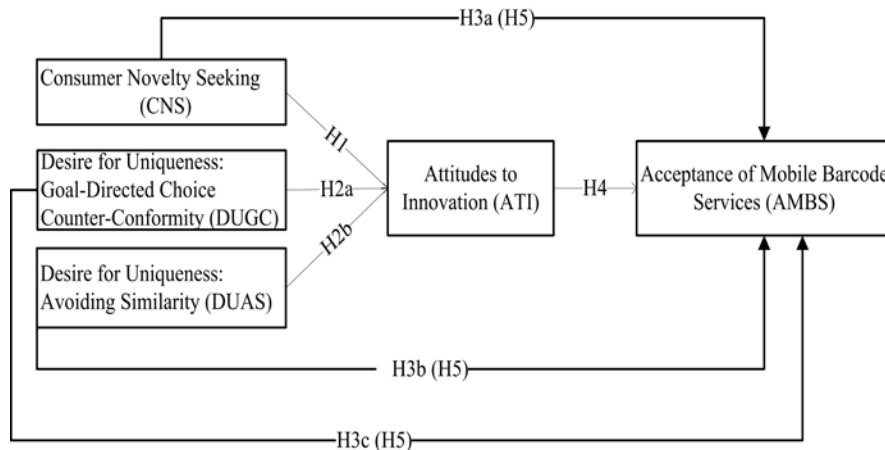 H3a (H5)
Consumer Novelty Seeking
(CNS)
H1
Desire for Uniqueness:
Goal-Directed Choice
Counter-Conformity (DUGC)
H2a
Attitudes to
Innovation (ATI)
H4
Acceptance of Mobile Barcode
Services (AMBS)
H2b
Desire for Uniqueness:
Avoiding Similarity (DUAS)
H3b (H5)
H3c (H5)